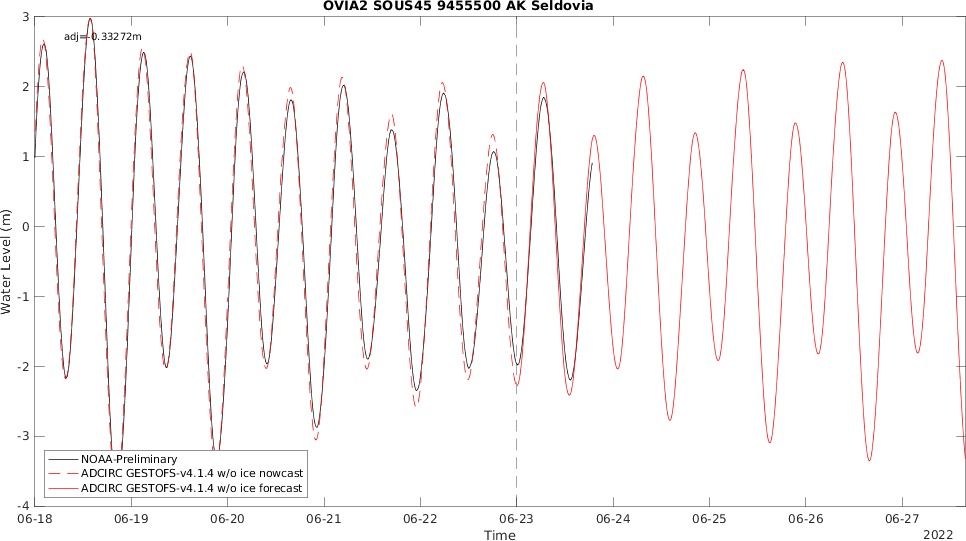 OVIA2 SOUS45 9455500 AK Seldovia
adj=-0.33272m
3
2
1
0
-1
-2
-3
-4
Water Level (m)
NOAA-Preliminary
ADCIRC GESTOFS-v4.1.4 w/o ice nowcast
ADCIRC GESTOFS-v4.1.4 w/o ice forecast
06-18 06-19 06-20 06-21 06-22 06-23 06-24 06-25 06-26 06-27
Time
2022